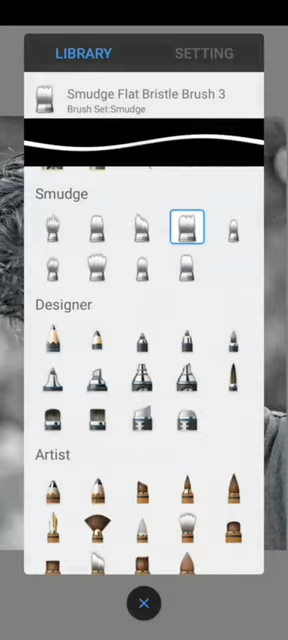 LIBRARY
SETTING
Smudge Flat Bristle Brush 3
Brush Set:Smudge
Smudge
Designer
Artist